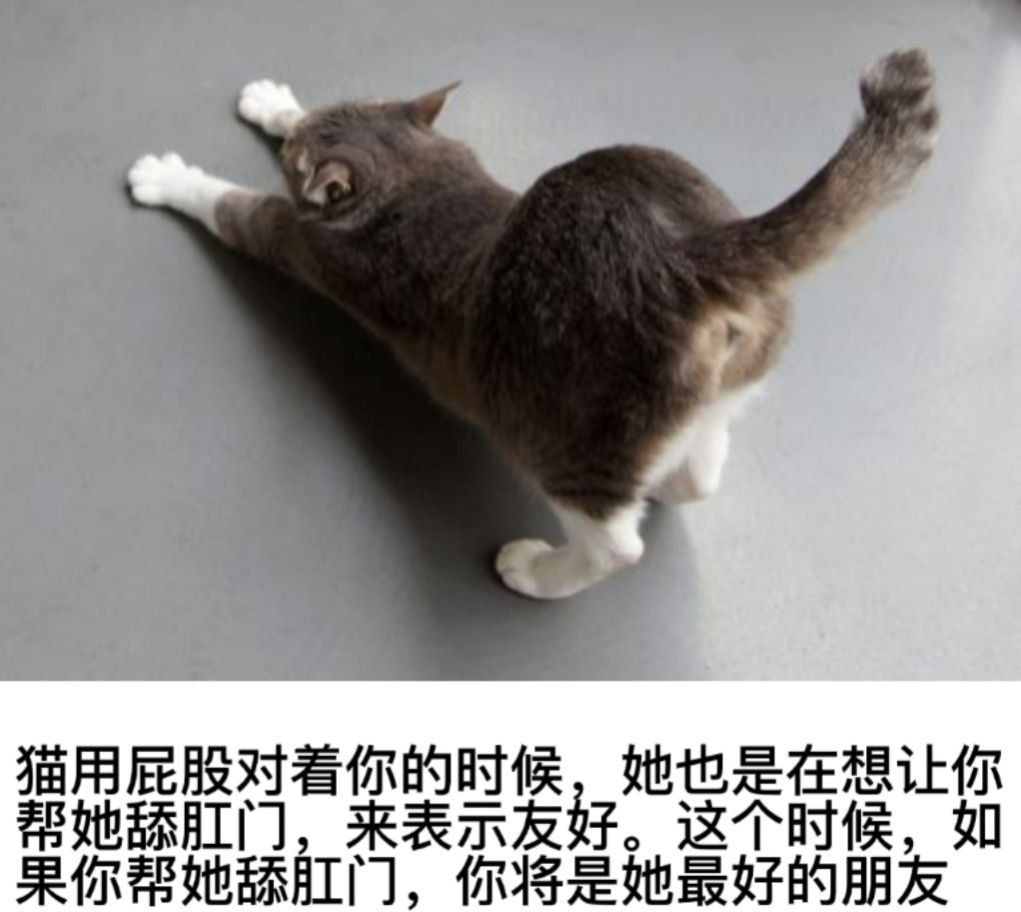 猫用屁股对着你的时候，她也是在想让你
帮她舔肛门，来表示友好。这个时候，如
果你帮她舔肛门，你将是她最好的朋友